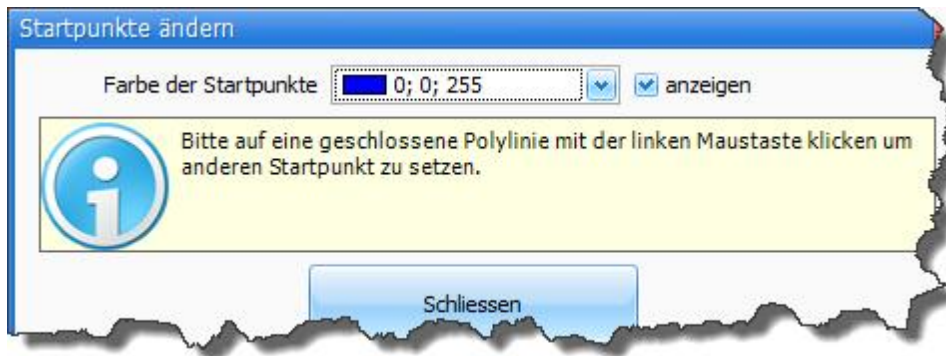 Startpunkte ändern
Farbe der Startpunkte 0; 0; 255 anzeigen
Bitte auf eine geschlossene Polylinie mit der linken Maustaste klicken um
anderen Startpunkt zu setzen.
Schliessen